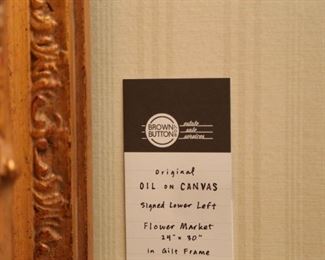 BROWN
BUTTON
estate
sale
services
Original
OIL ON CANVAS
Signed Lower Left
Flower Market
24" x 30"
in Gilt Frame